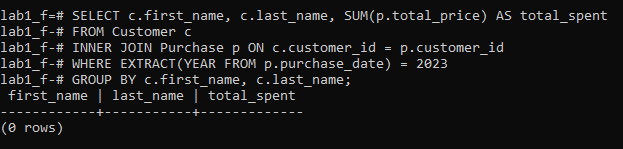 lab1_f=# SELECT c.first_name, c.last_name, SUM(p.total_price) AS total_spent
lab1_f-# FROM Customer c
lab1_f-# INNER JOIN Purchase p ON c.customer_id = p.customer_id
lab1_f-# WHERE EXTRACT(YEAR FROM p.purchase_date) = 2023
lab1_f-# GROUP BY c.first_name, c.last_name;
 first_name | last_name | total_spent
------------+-----------+-------------
(0 rows)